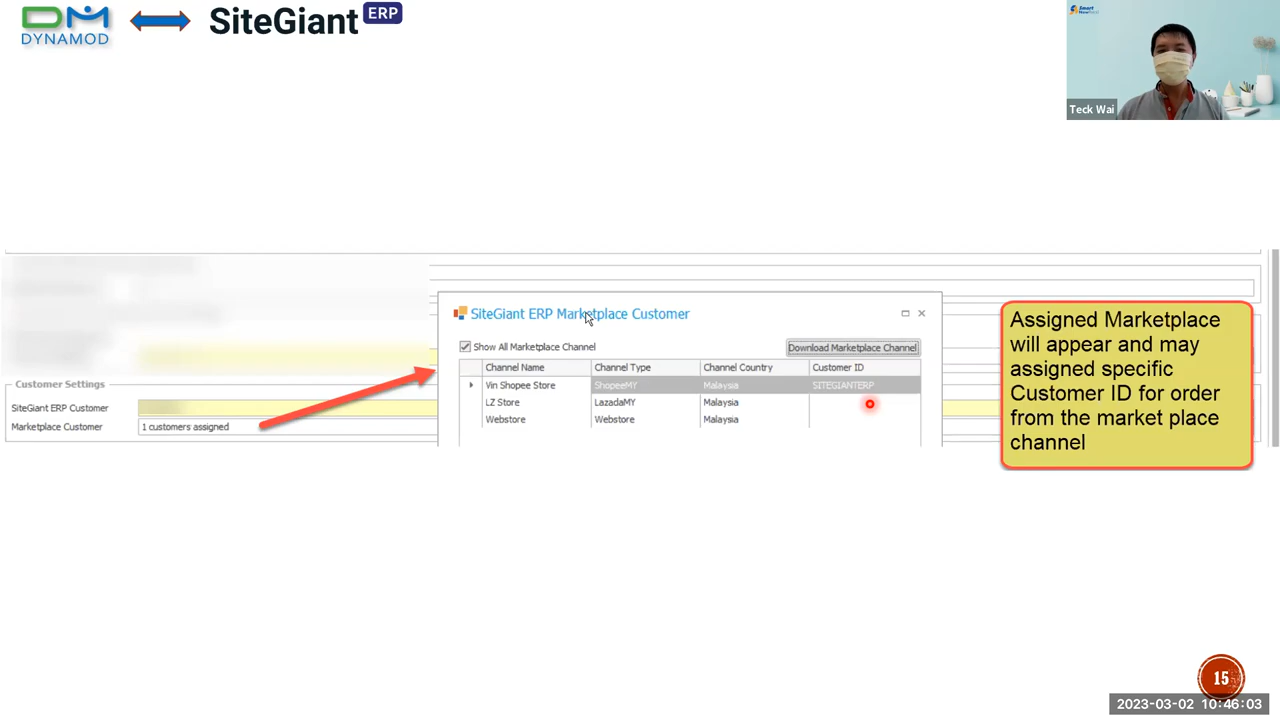 DM
DYNAMOD
SiteGiant ERP
Smart
Teck Wai
SiteGiant ERP Marketplace Customer
Show All Marketplace Channel
Download Marketplace Channel
Channel Name Channel Type Channel Country Customer ID
Vin Shopee Store ShopeeMY Malaysia SITEGIANTERP
LZ Store LazadaMY Malaysia
Webstore Webstore Malaysia
Customer Settings
SiteGiant ERP Customer
Marketplace Customer 1 customers assigned
Assigned Marketplace
will appear and may
assigned specific
Customer ID for order
from the market place
channel
15
2023-03-02 10:46:03